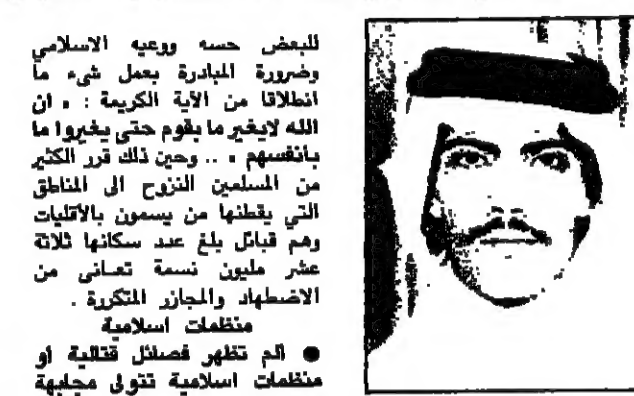 للبعض حسه ووعيه الاسلامي
وضرورة المبادرة بعمل شيء ما
انطلاقا من الآية الكريمة : « ان
الله لايغير ما بقوم حتى يغيروا ما
بانفسهم » .. وحين ذلك قرر الكثير
من المسلمين النزوح الى المناطق
التي يقطنها من يسمون بالأقليات
وهم قبائل بلغ عدد سكانها ثلاثة
عشر مليون نسمة تعانى من
الاضطهاد والمجازر المتكررة .
منظمات اسلامية
● الم تظهر فصائل قتالية او
منظمات اسلامية تتولى مجابهة